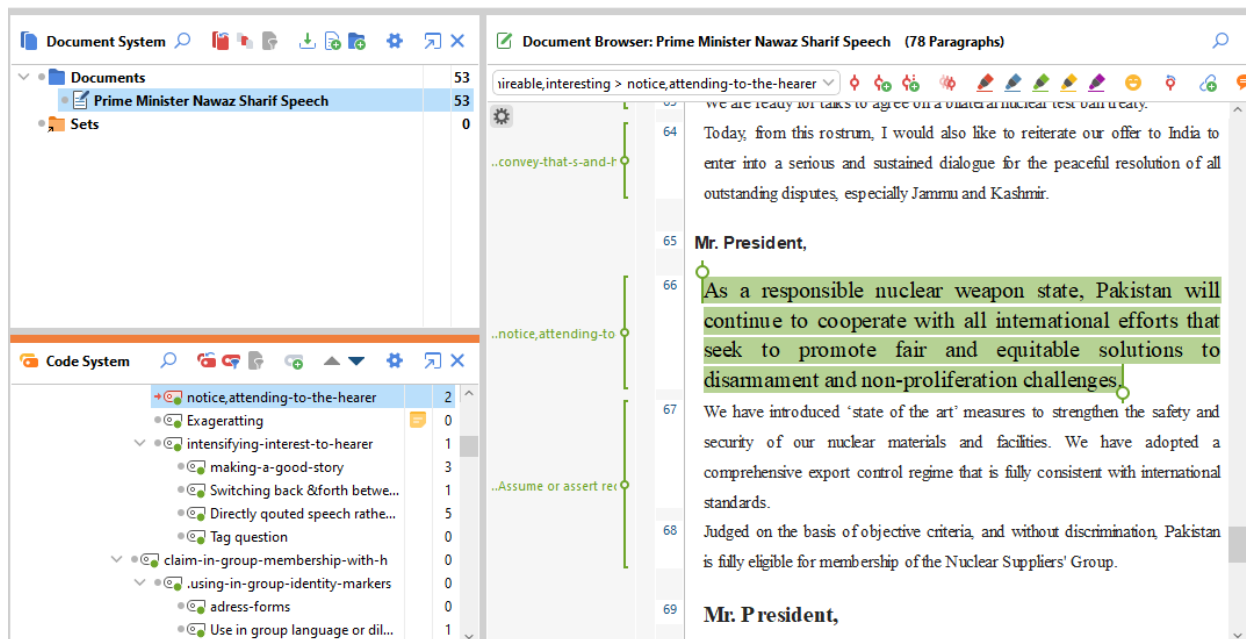 Document System
Documents 53
Prime Minister Nawaz Sharif Speech 53
Sets 0
Code System
notice,attending-to-the-hearer 2
Exageratting 0
intensifying-interest-to-hearer 1
making-a-good-story 3
Switching back &forth betwe... 1
Directly qouted speech rathe... 5
Tag question 0
claim-in-group-membership-with-h 0
.using-in-group-identity-markers 0
adress-forms 0
Use in group language or dil... 1
Document Browser: Prime Minister Nawaz Sharif Speech (78 Paragraphs)
ireable,interesting > notice,attending-to-the-hearer
We are ready for talks to agree on a bilateral nuclear test ban treaty.
..convey-that-s-and-h
64 Today, from this rostrum, I would also like to reiterate our offer to India to
enter into a serious and sustained dialogue for the peaceful resolution of all
outstanding disputes, especially Jammu and Kashmir.
65 Mr. President,
..notice,attending-to
66 As a responsible nuclear weapon state, Pakistan will
continue to cooperate with all international efforts that
seek to promote fair and equitable solutions to
disarmament and non-proliferation challenges.
..Assume or assert rec
67 We have introduced ‘state of the art’ measures to strengthen the safety and
security of our nuclear materials and facilities. We have adopted a
comprehensive export control regime that is fully consistent with international
standards.
68 Judged on the basis of objective criteria, and without discrimination, Pakistan
is fully eligible for membership of the Nuclear Suppliers' Group.
69 Mr. President,